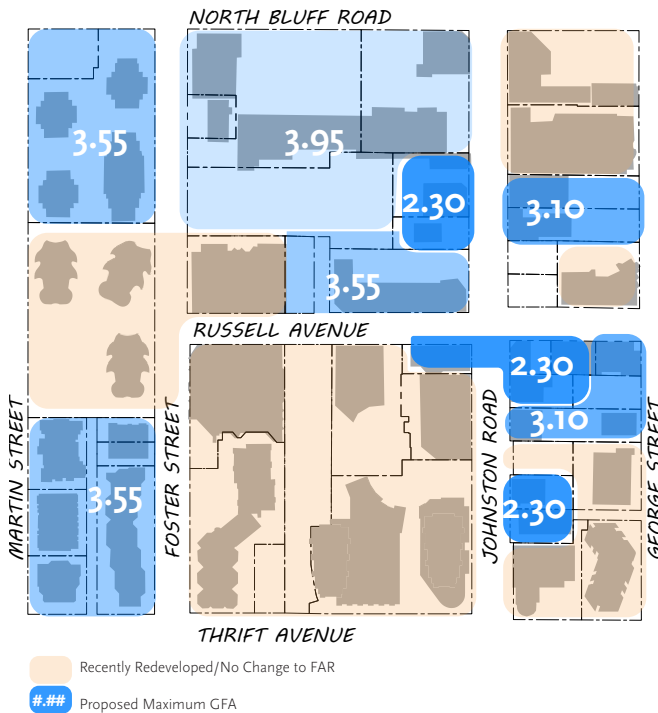 NORTH BLUFF ROAD
3.55
3.95
2.30
3.10
3.55
RUSSELL AVENUE
2.30
3.10
MARTIN STREET
FOSTER STREET
JOHNSTON ROAD
GEORGE STREET
3.55
2.30
THRIFT AVENUE
Recently Redeveloped/No Change to FAR
#.## Proposed Maximum GFA